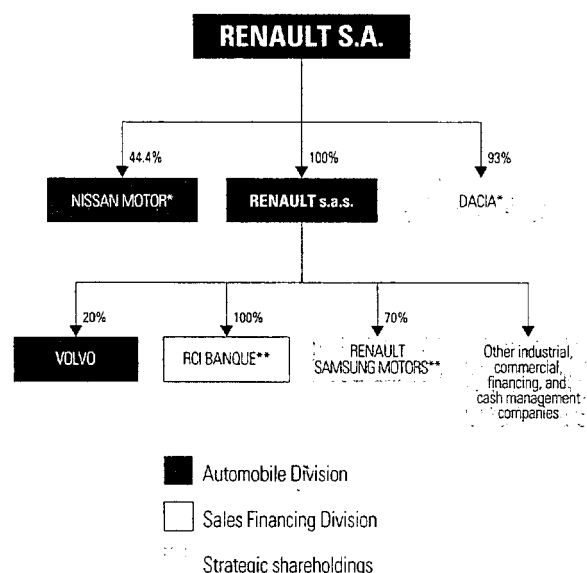 RENAULT S.A.
44.4%
100%
93%
NISSAN MOTOR*
RENAULT s.a.s.
DACIA*
20%
100%
70%
VOLVO
RCI BANQUE**
RENAULT
SAMSUNG MOTORS**
Other industrial,
commercial,
financing, and
cash management
companies
Automobile Division
Sales Financing Division
Strategic shareholdings